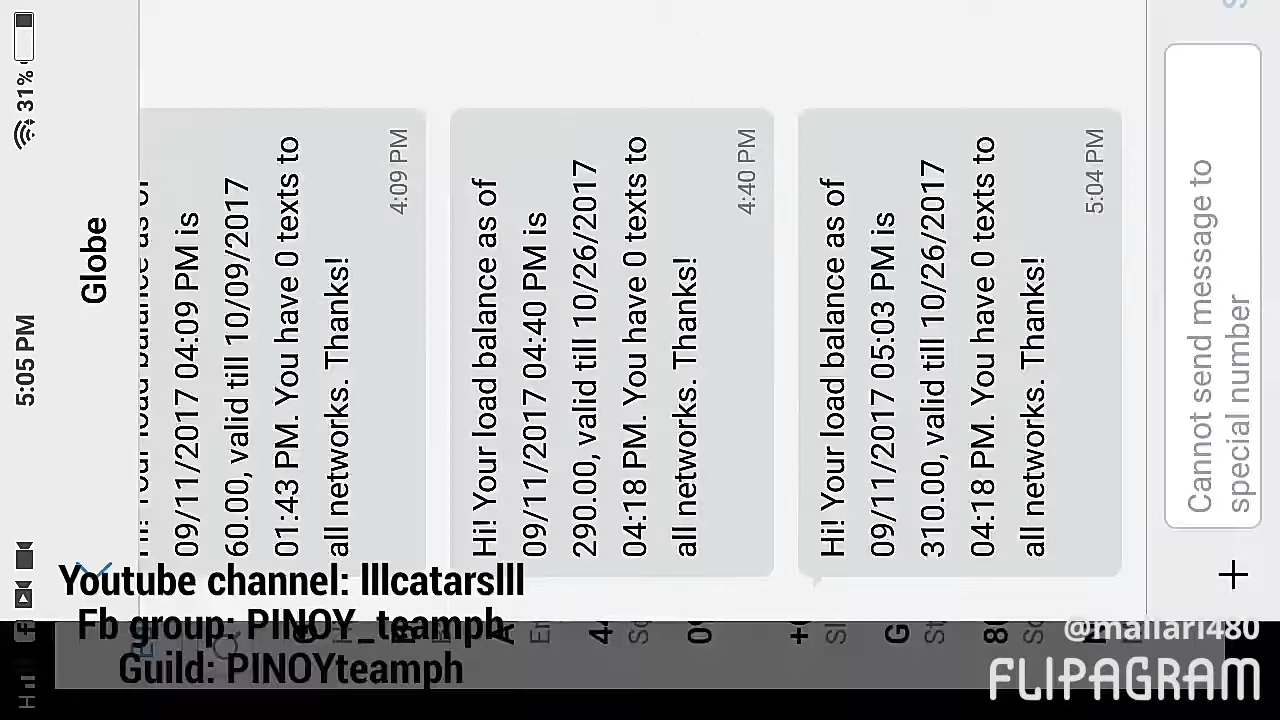 31%
5:05 PM
Globe
09/11/2017 04:09 PM is
60.00, valid till 10/09/2017
01:43 PM. You have 0 texts to
all networks. Thanks!
4:09 PM
Hi! Your load balance as of
09/11/2017 04:40 PM is
290.00, valid till 10/26/2017
04:18 PM. You have 0 texts to
all networks. Thanks!
4:40 PM
Hi! Your load balance as of
09/11/2017 05:03 PM is
310.00, valid till 10/26/2017
04:18 PM. You have 0 texts to
all networks. Thanks!
5:04 PM
Cannot send message to
special number
Youtube channel: lllcatarslll
Fb group: PINOY_teamph
Guild: PINOYteamph
@mallari480
FLIPAGRAM